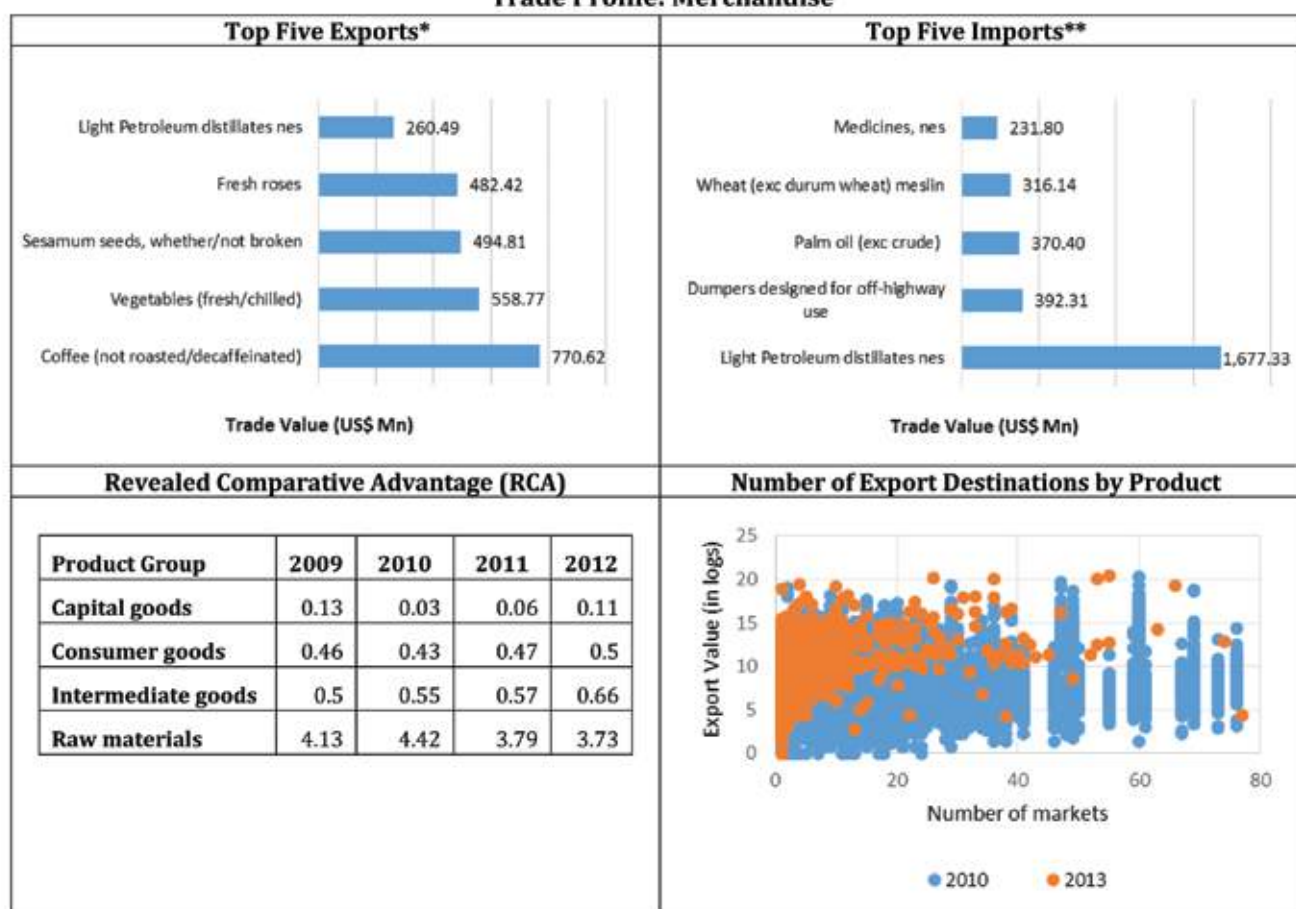 Trade Profile: Merchandise
Top Five Exports*
Light Petroleum distillates nes
260.49
Fresh roses
482.42
Sesamum seeds, whether/not broken
494.81
Vegetables (fresh/chilled)
558.77
Coffee (not roasted/decaffeinated)
770.62
Trade Value (US$ Mn)
Top Five Imports**
Medicines, nes
231.80
Wheat (exc durum wheat) meslin
316.14
Palm oil (exc crude)
370.40
Dumpers designed for off-highway
use
392.31
Light Petroleum distillates nes
1,677.33
Trade Value (US$ Mn)
Revealed Comparative Advantage (RCA)
Product Group 2009 2010 2011 2012
Capital goods 0.13 0.03 0.06 0.11
Consumer goods 0.46 0.43 0.47 0.5
Intermediate goods 0.5 0.55 0.57 0.66
Raw materials 4.13 4.42 3.79 3.73
Number of Export Destinations by Product
Export Value (in logs)
25
20
15
10
5
0
0 20 40 60 80
Number of markets
2010 2013